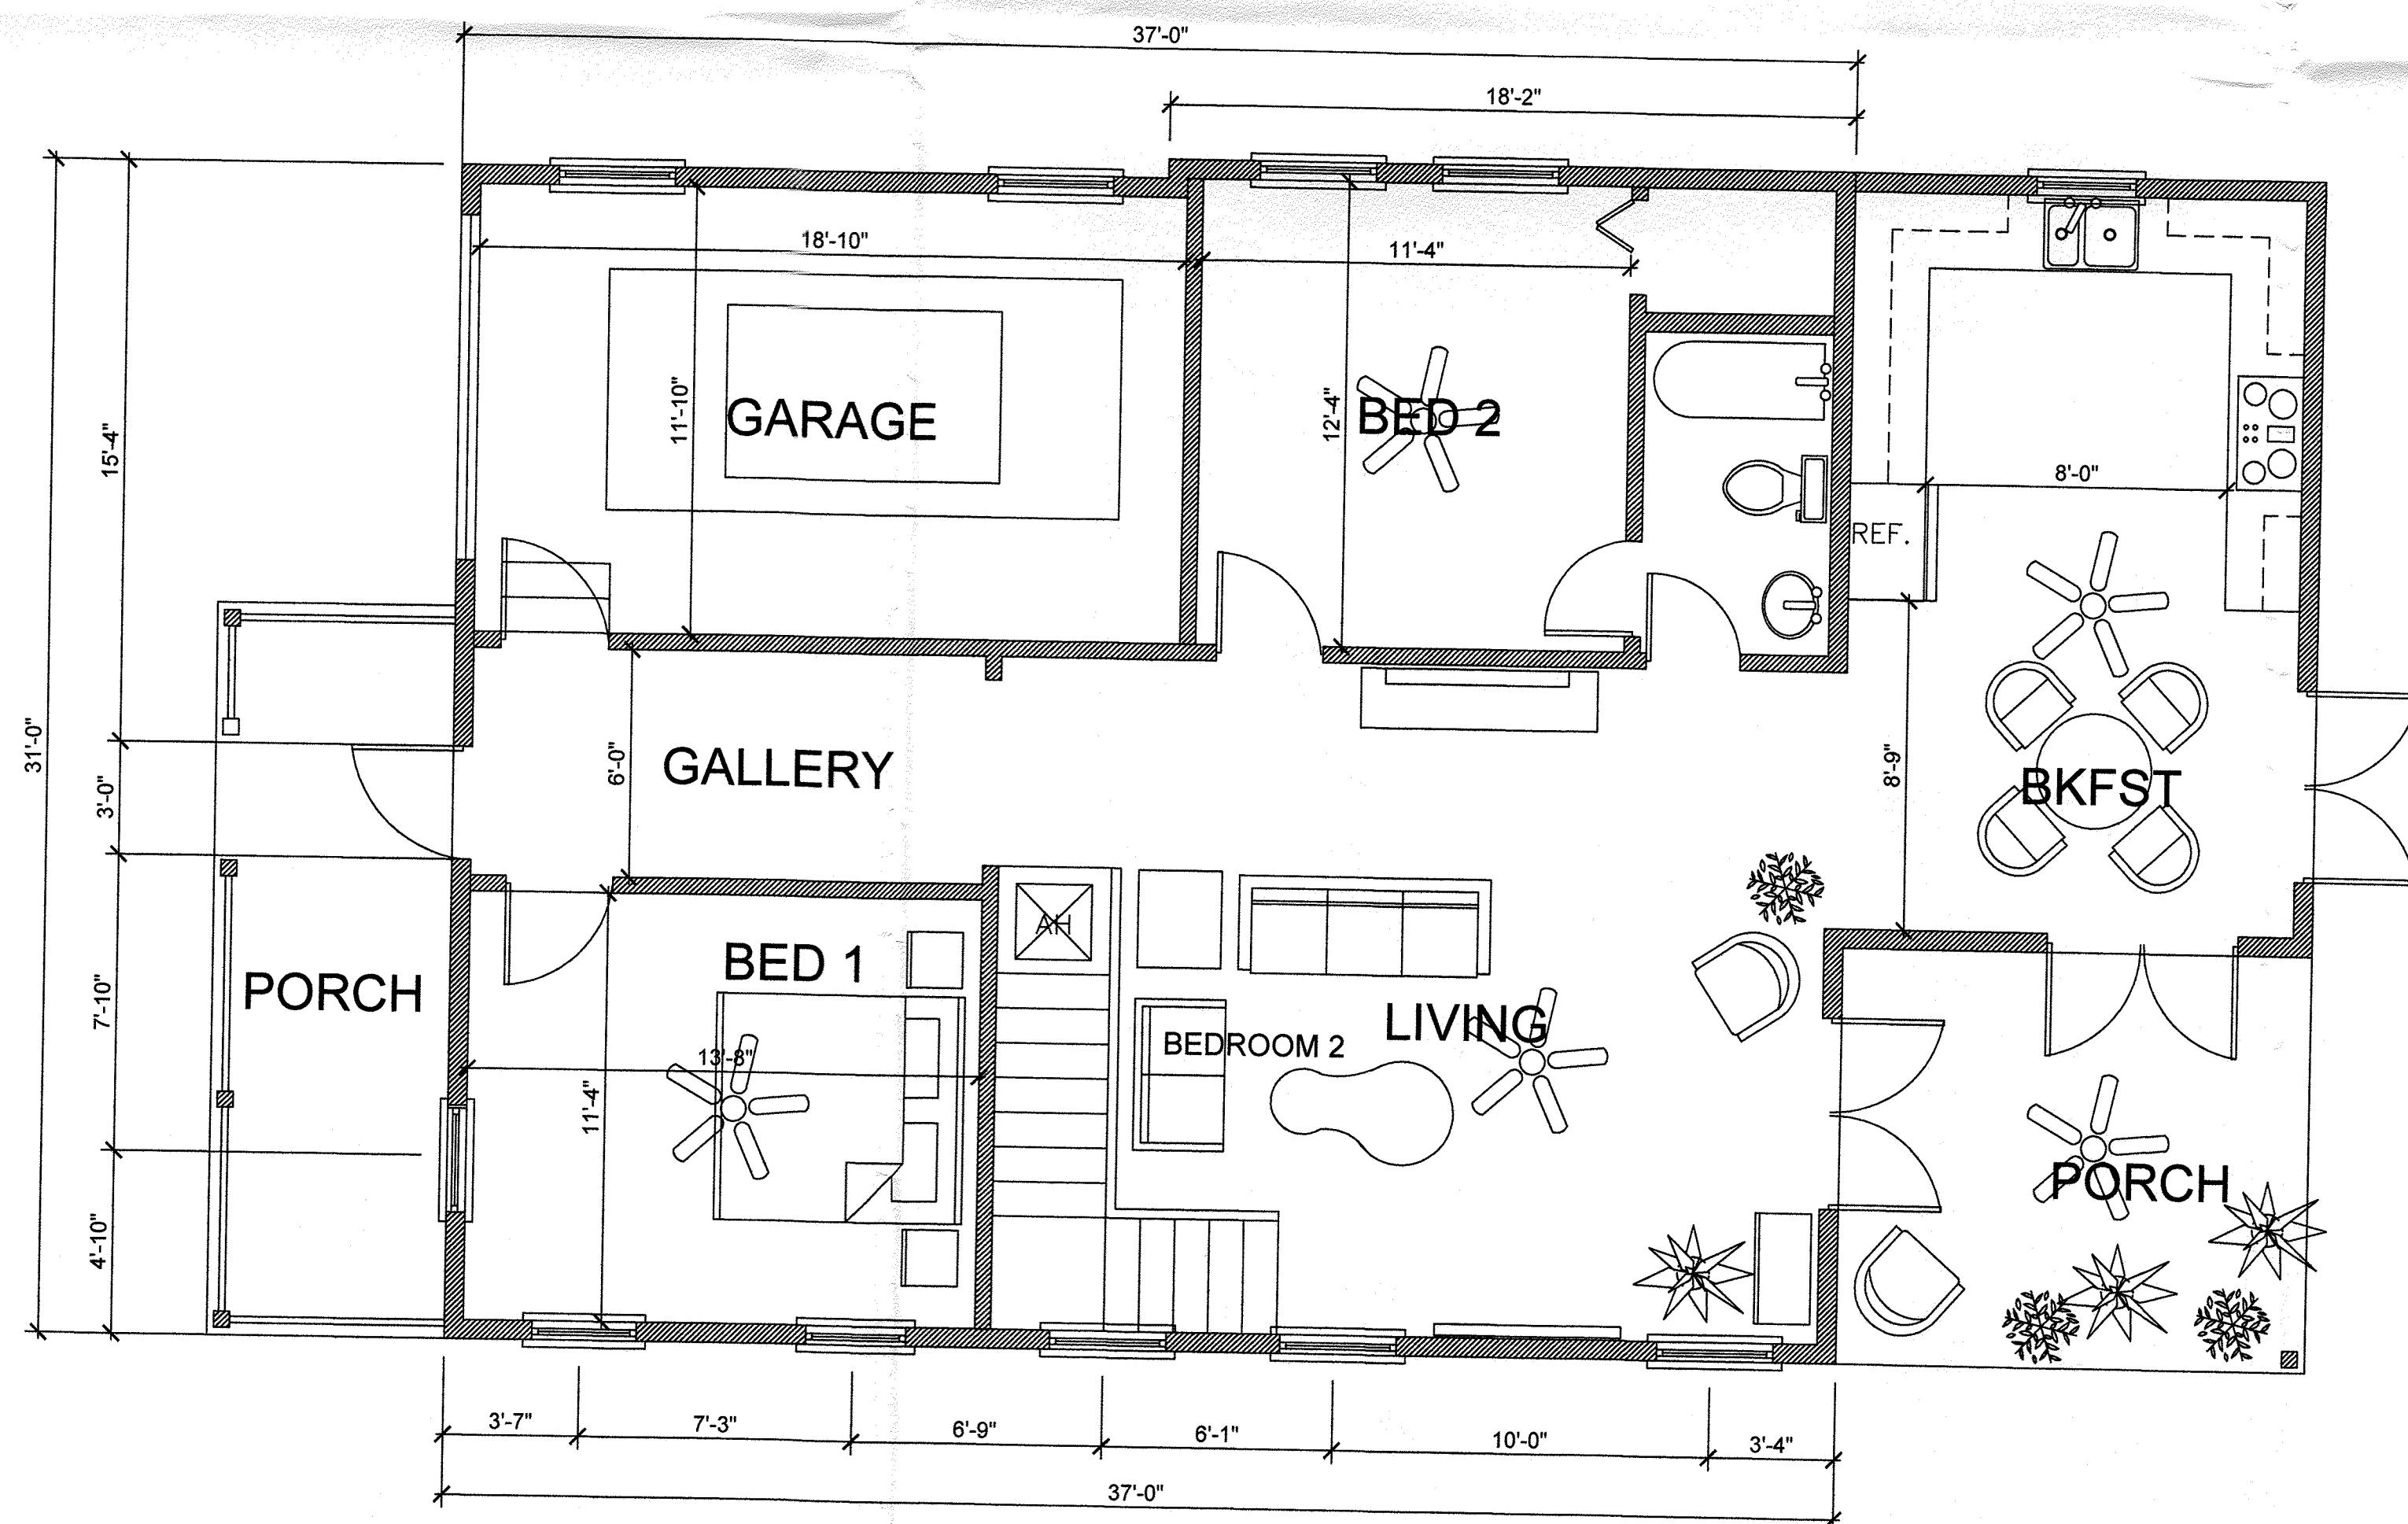 37'-0"
18'-2"
18'-10"
11'-4"
15'-4"
11'-10"
GARAGE
12'-4"
BED 2
8'-0"
REF.
31'-0"
3'-0"
6'-0"
GALLERY
8'-9"
BKFST
AH
BED 1
PORCH
7'-10"
LIVING
BEDROOM 2
13'-8"
11'-4"
PORCH
4'-10"
3'-7"
7'-3"
6'-9"
6'-1"
10'-0"
3'-4"
37'-0"